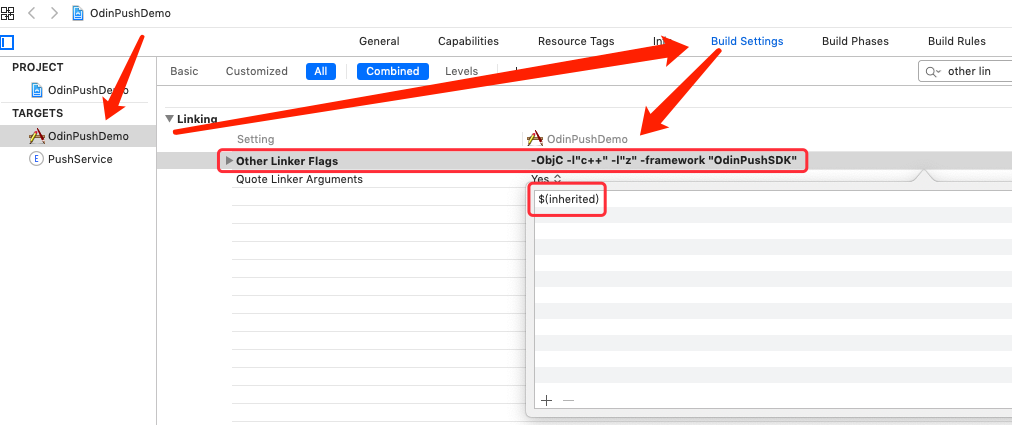 OdinPushDemo
General Capabilities Resource Tags Build Settings Build Phases Build Rules
PROJECT
OdinPushDemo
TARGETS
OdinPushDemo
E PushService
Basic Customized All Combined Levels
other lin
Linking
Setting OdinPushDemo
Other Linker Flags -ObjC -l"c++" -l"z" -framework "OdinPushSDK"
Quote Linker Arguments Yes
$(inherited)